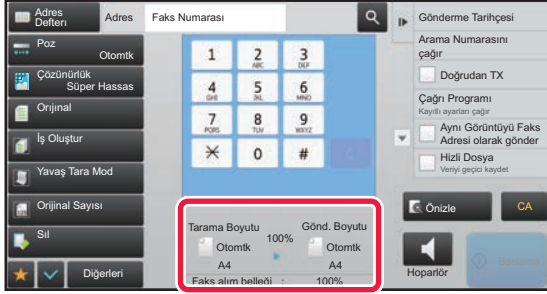 Adres
Defteri
Adres
Faks Numarası
Gönderme Tarihçesi
Poz
Otomtk
Arama Numarasını
çağır
Çözünürlük
Süper Hassas
Doğrudan TX
Orijinal
Çağrı Programı
Kayıtlı ayarları çağır
İş Oluştur
Aynı Görüntüyü Faks
Adresi olarak gönder
Yavaş Tara Mod
Hizli Dosya
Veriyi geçici kaydet
1
2
ABC
3
DEF
4
GHI
5
JKL
6
MNO
7
PQRS
8
TUV
9
WXYZ
0
#
C
Orijinal Sayısı
Önizle
CA
Sıl
Tarama Boyutu
100%
Gönd. Boyutu
Otomtk
Otomtk
A4
A4
Faks alım belleği : 100%
Diğerleri
Hoparlör